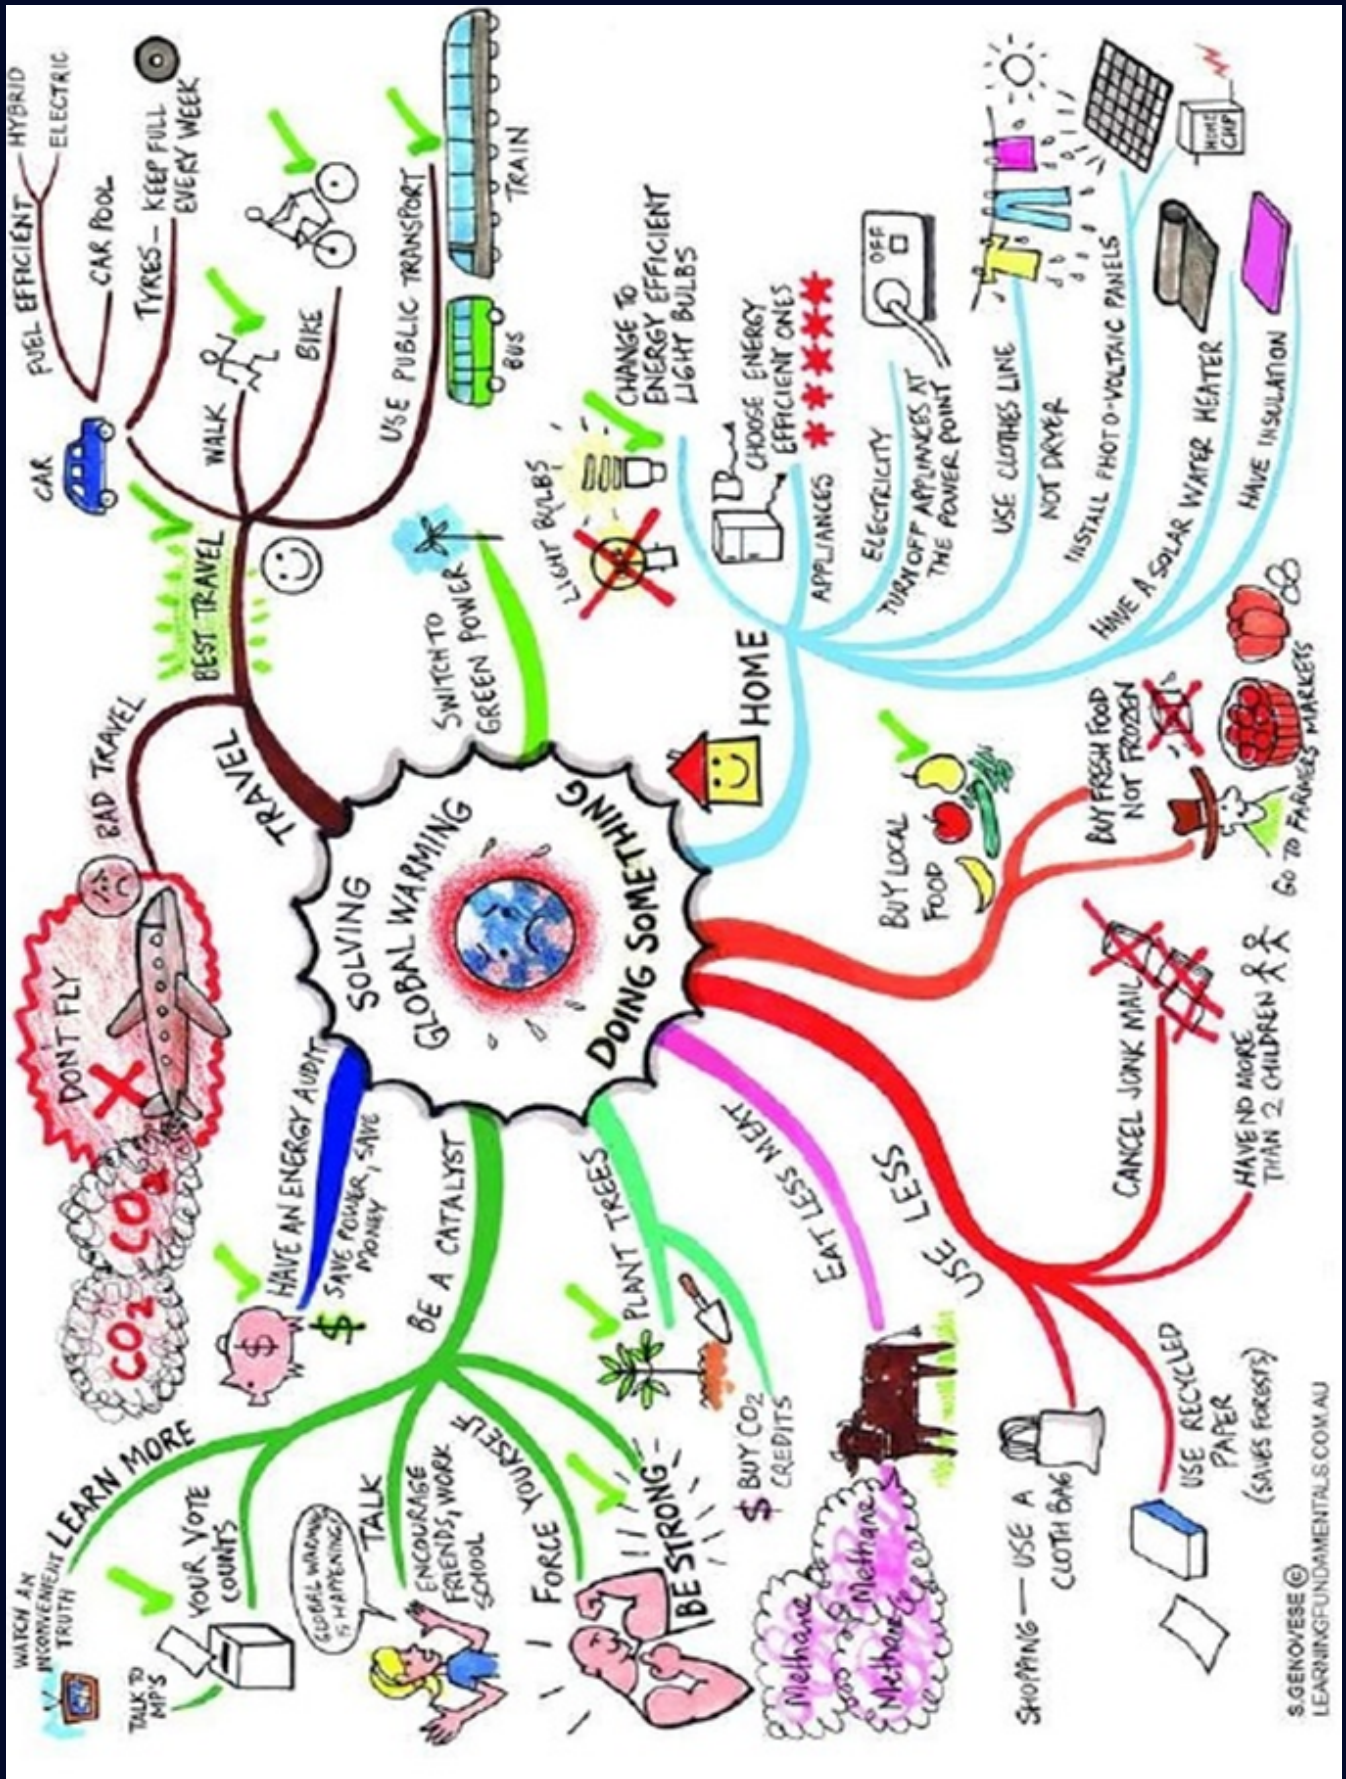 SOLVING
GLOBAL WARMING
DOING SOMETHING
TRAVEL
BAD TRAVEL
DON'T FLY
CO2
CO2
BEST TRAVEL
CAR
FUEL EFFICIENT
HYBRID
ELECTRIC
CAR POOL
TYRES — KEEP FULL
EVERY WEEK
WALK
BIKE
USE PUBLIC TRANSPORT
BUS
TRAIN
SWITCH TO
GREEN POWER
HOME
LIGHT BULBS
CHANGE TO
ENERGY EFFICIENT
LIGHT BULBS
APPLIANCES
CHOOSE ENERGY
EFFICIENT ONES
ELECTRICITY
TURN OFF APPLIANCES AT
THE POWER POINT
OFF
USE CLOTHES LINE
NOT DRYER
INSTALL PHOTO-VOLTAIC PANELS
HOME
CHP
HAVE A SOLAR WATER HEATER
HAVE INSULATION
BUY LOCAL
FOOD
BUY FRESH FOOD
NOT FROZEN
GO TO FARMERS MARKETS
USE LESS
CANCEL JUNK MAIL
HAVE NO MORE
THAN 2 CHILDREN
USE RECYCLED
PAPER
(SAVES FORESTS)
SHOPPING — USE A
CLOTH BAG
EAT LESS MEAT
Methane
Methane
Methane
PLANT TREES
$ BUY CO2
CREDITS
BE A CATALYST
LEARN MORE
WATCH AN
INCONVENIENT
TRUTH
YOUR VOTE
COUNTS
TALK TO
MP'S
TALK
GLOBAL WARMING
IS HAPPENING!
ENCOURAGE
FRIENDS, WORK
SCHOOL
FORCE YOURSELF
BE STRONG
HAVE AN ENERGY AUDIT
$ SAVE POWER, SAVE
MONEY
$
S.GENOVESE ©
LEARNINGFUNDAMENTALS.COM.AU